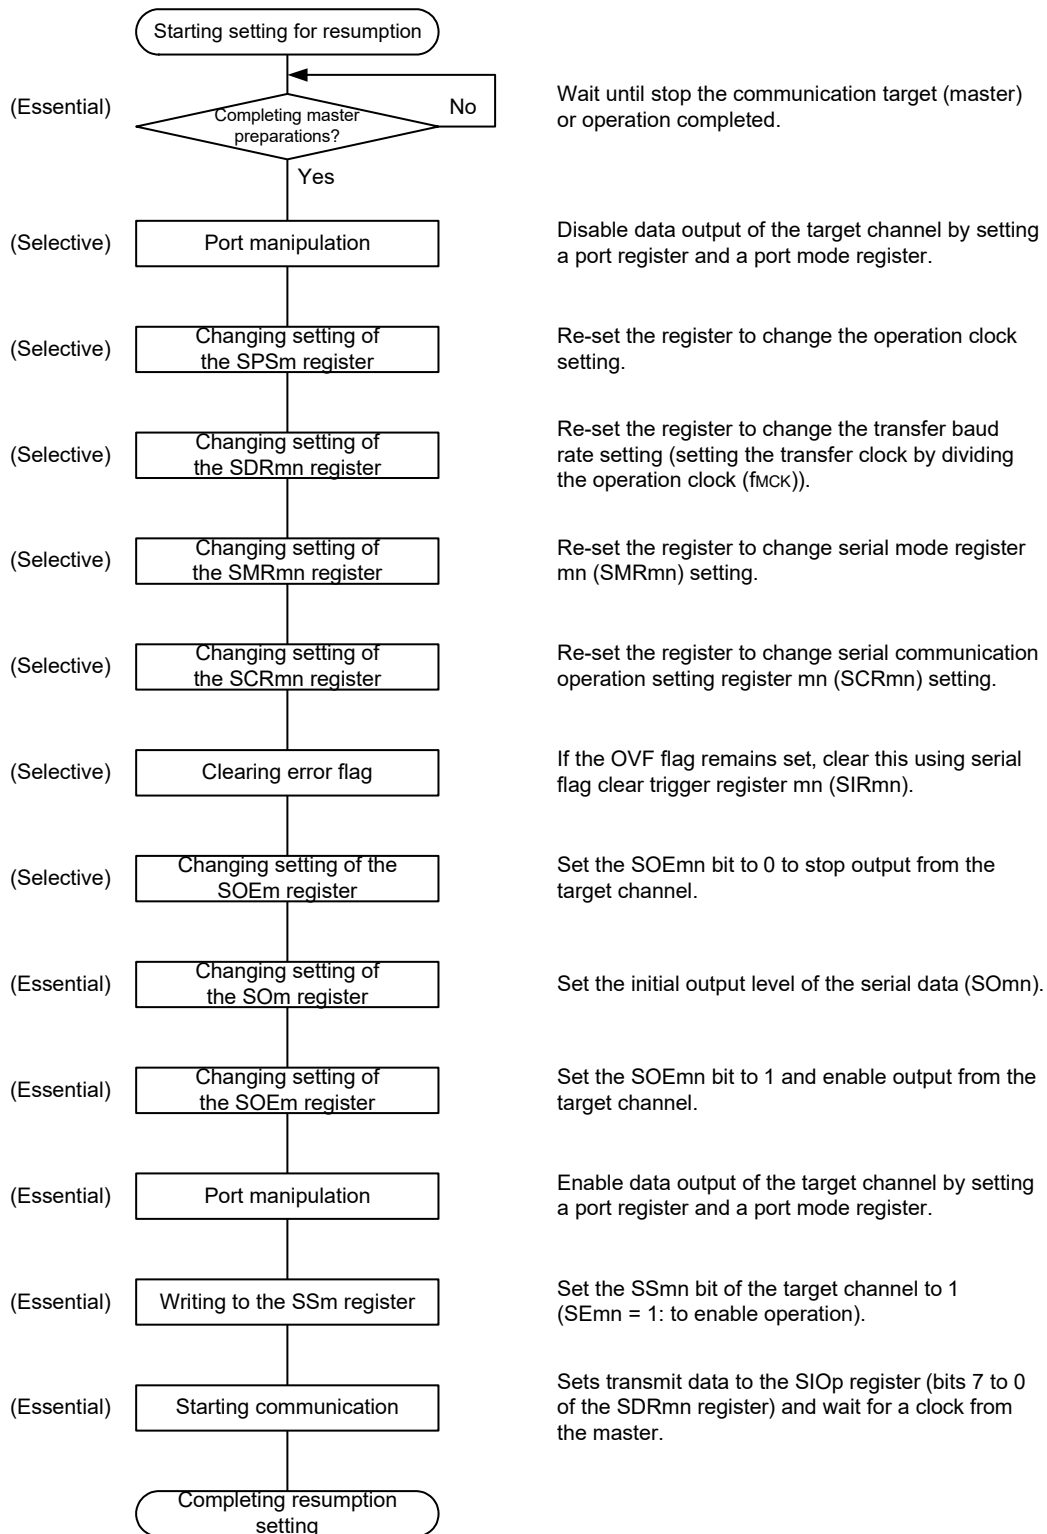 Starting setting for resumption
(Essential)
Completing master
preparations?
No
Wait until stop the communication target (master)
or operation completed.
Yes
(Selective)
Port manipulation
Disable data output of the target channel by setting
a port register and a port mode register.
(Selective)
Changing setting of
the SPSm register
Re-set the register to change the operation clock
setting.
(Selective)
Changing setting of
the SDRmn register
Re-set the register to change the transfer baud
rate setting (setting the transfer clock by dividing
the operation clock (fMCK)).
(Selective)
Changing setting of
the SMRmn register
Re-set the register to change serial mode register
mn (SMRmn) setting.
(Selective)
Changing setting of
the SCRmn register
Re-set the register to change serial communication
operation setting register mn (SCRmn) setting.
(Selective)
Clearing error flag
If the OVF flag remains set, clear this using serial
flag clear trigger register mn (SIRmn).
(Selective)
Changing setting of the
SOEm register
Set the SOEmn bit to 0 to stop output from the
target channel.
(Essential)
Changing setting of
the SOm register
Set the initial output level of the serial data (SOmn).
(Essential)
Changing setting of
the SOEm register
Set the SOEmn bit to 1 and enable output from the
target channel.
(Essential)
Port manipulation
Enable data output of the target channel by setting
a port register and a port mode register.
(Essential)
Writing to the SSm register
Set the SSmn bit of the target channel to 1
(SEmn = 1: to enable operation).
(Essential)
Starting communication
Sets transmit data to the SIOp register (bits 7 to 0
of the SDRmn register) and wait for a clock from
the master.
Completing resumption
setting